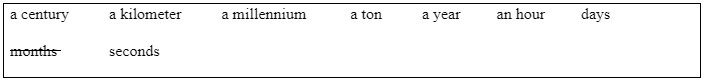 a century a kilometer a millennium a ton a year an hour days
months seconds